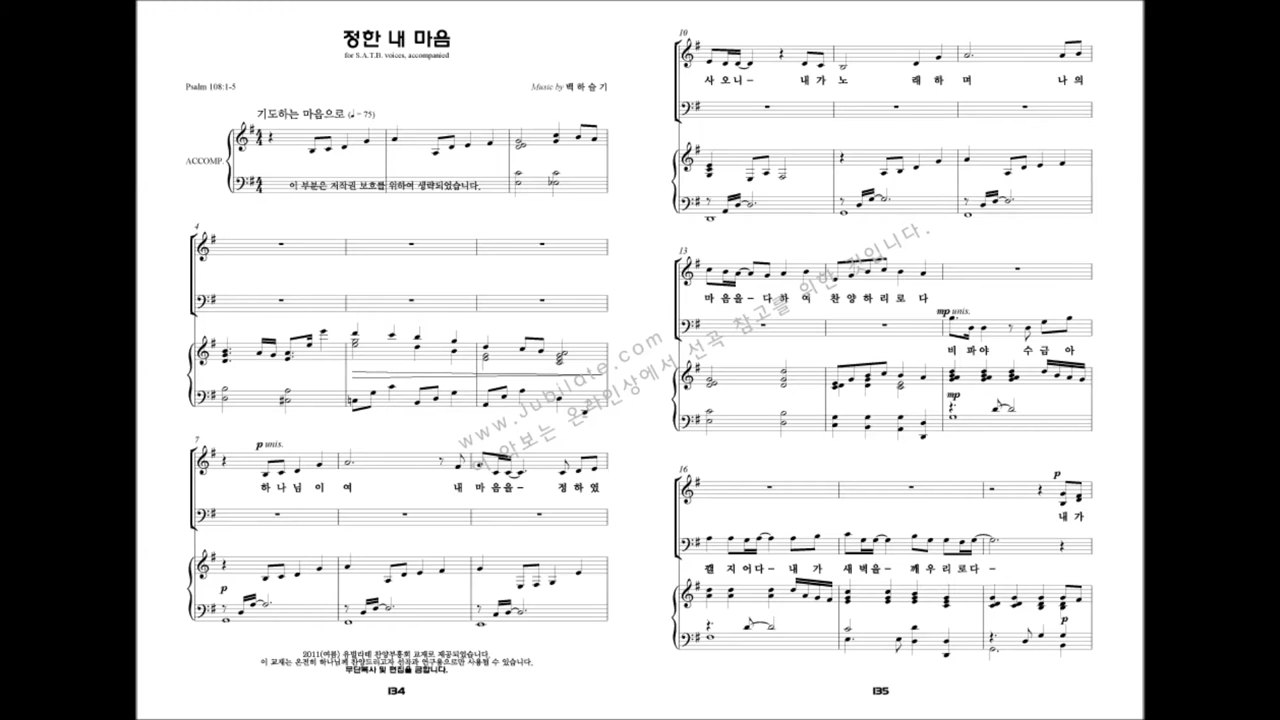 정한 내 마음
for S.A.T.B. voices, accompanied
Psalm 108:1-5
Music by 백 하 슬 기
기도하는 마음으로 (♩= 75)
ACCOMP.
이 부분은 저작권 보호를 위하여 생략되었습니다.
4
7
p unis.
하 나 님 이 여 내 마 음 을 – 정 하 였
p
2011(여름) 유빌라테 찬양부흥회 교재로 제공되었습니다.
이 교재는 온전히 하나님께 찬양드리고자 선곡과 연구용으로만 사용될 수 있습니다.
무단복사 및 편집을 금합니다.
134
10
사 오 니 – 내 가 노 래 하 며 나 의
13
마 음 을 – 다 하 여 찬 양 하 리 로 다
mp unis.
비 파 야 수 금 아
mp
16
p
내 가
깰 지 어 다 – 내 가 새 벽 을 – 깨 우 리 로 다 –
p
135
www.Jubilate.com
이 악보는 온라인상에서 선곡 참고를 위한 것입니다.